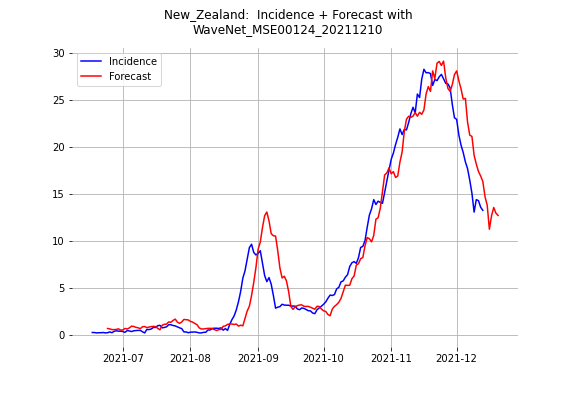 New_Zealand:  Incidence + Forecast with
WaveNet_MSE00124_20211210
Incidence
Forecast
30
25
20
15
10
5
0
2021-07 2021-08 2021-09 2021-10 2021-11 2021-12